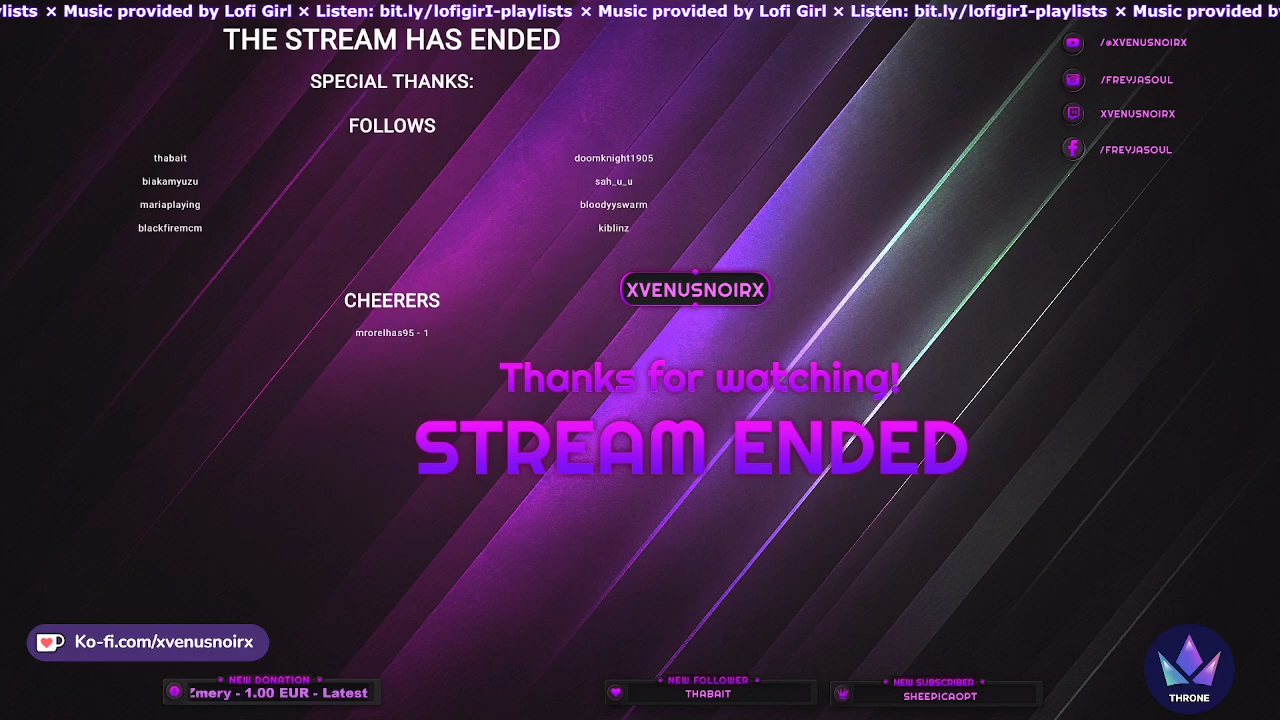 lists × Music provided by Lofi Girl × Listen: bit.ly/lofigirI-playlists × Music provided by Lofi Girl × Listen: bit.ly/lofigirI-playlists × Music provided b
THE STREAM HAS ENDED
SPECIAL THANKS:
FOLLOWS
thabait
doomknight1905
biakamyuzu
sah_u_u
mariaplaying
bloodyyswarm
blackfiremcm
kiblinz
CHEERERS
mrorelhas95 - 1
/@XVENUSNOIRX
/FREYJASOUL
XVENUSNOIRX
/FREYJASOUL
XVENUSNOIRX
Thanks for watching!
STREAM ENDED
Ko-fi.com/xvenusnoirx
NEW DONATION
mery - 1.00 EUR - Latest
NEW FOLLOWER
THABAIT
NEW SUBSCRIBED
SHEEPICAOPT
THRONE